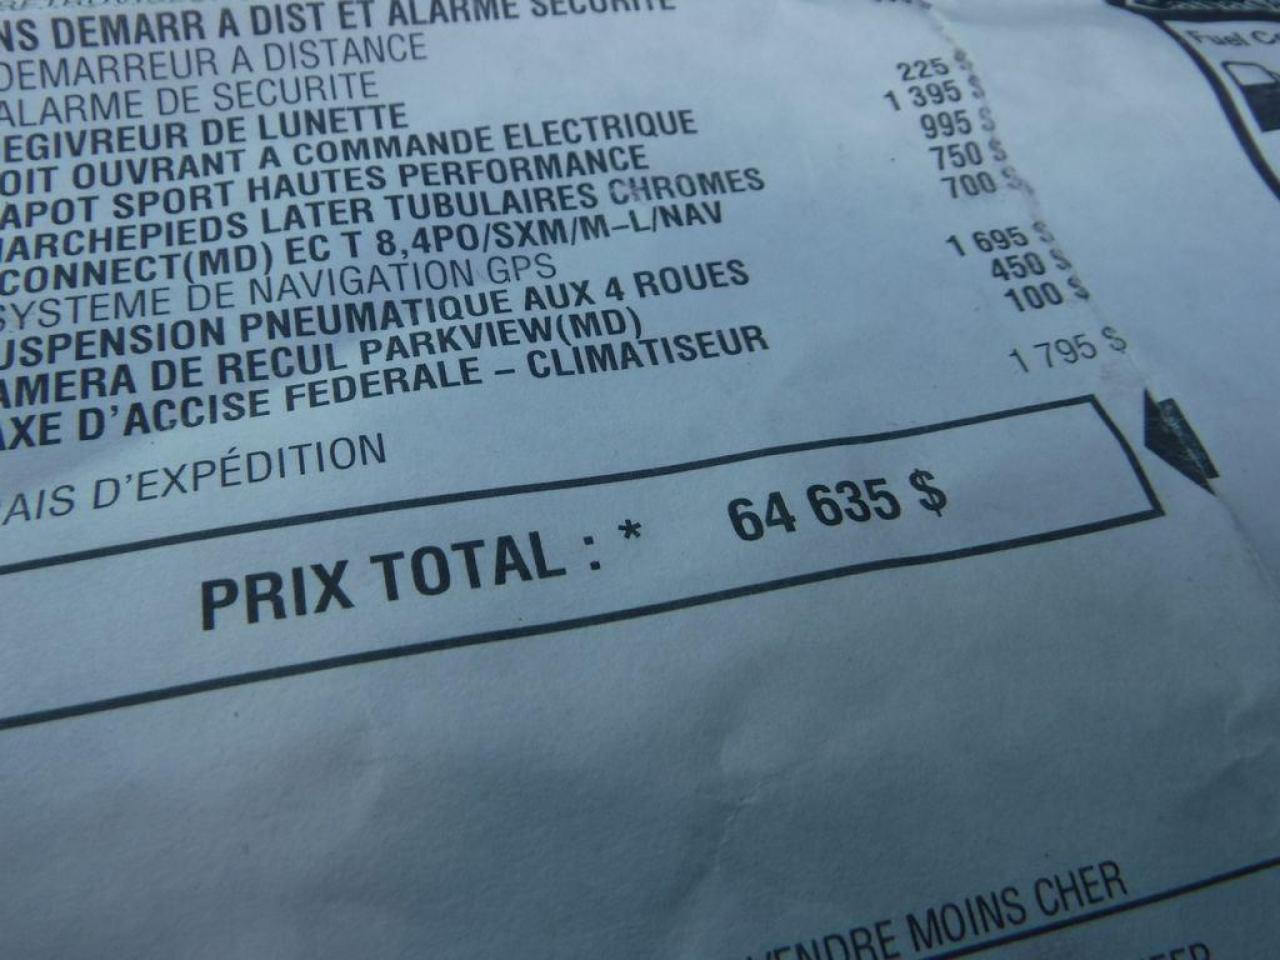 NS DEMARR A DIST ET ALARME SECURITE
DEMARREUR A DISTANCE
ALARME DE SECURITE
EGIVREUR DE LUNETTE 225 $
OIT OUVRANT A COMMANDE ELECTRIQUE 1 395 $
APOT SPORT HAUTES PERFORMANCE 995 $
ARCHEPIEDS LATER TUBULAIRES CHROMES 750 $
CONNECT(MD) EC T 8,4PO/SXM/M-L/NAV 700 $
SYSTEME DE NAVIGATION GPS
USPENSION PNEUMATIQUE AUX 4 ROUES 1 695 $
AMERA DE RECUL PARKVIEW(MD) 450 $
AXE D'ACCISE FEDERALE - CLIMATISEUR 100 $
AIS D'EXPÉDITION 1 795 $
PRIX TOTAL : * 64 635 $
VENDRE MOINS CHER
Fuel Co